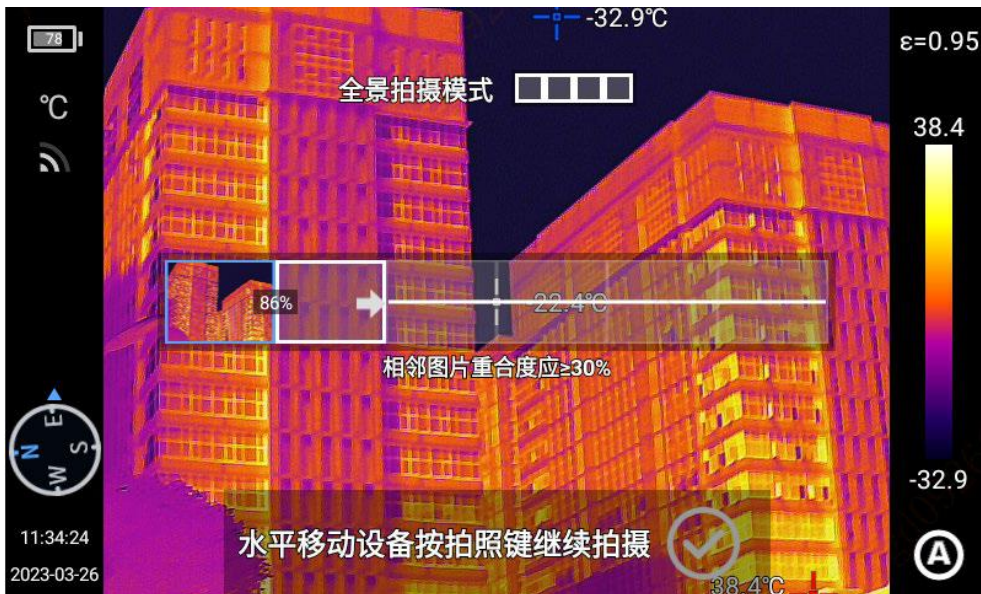 78
-32.9℃
ε=0.95
全景拍摄模式
℃
38.4
86%
-22.4℃
相邻图片重合度应≥30%
E
N
S
W
-32.9
11:34:24
水平移动设备按拍照键继续拍摄
2023-03-26
38.4℃
A